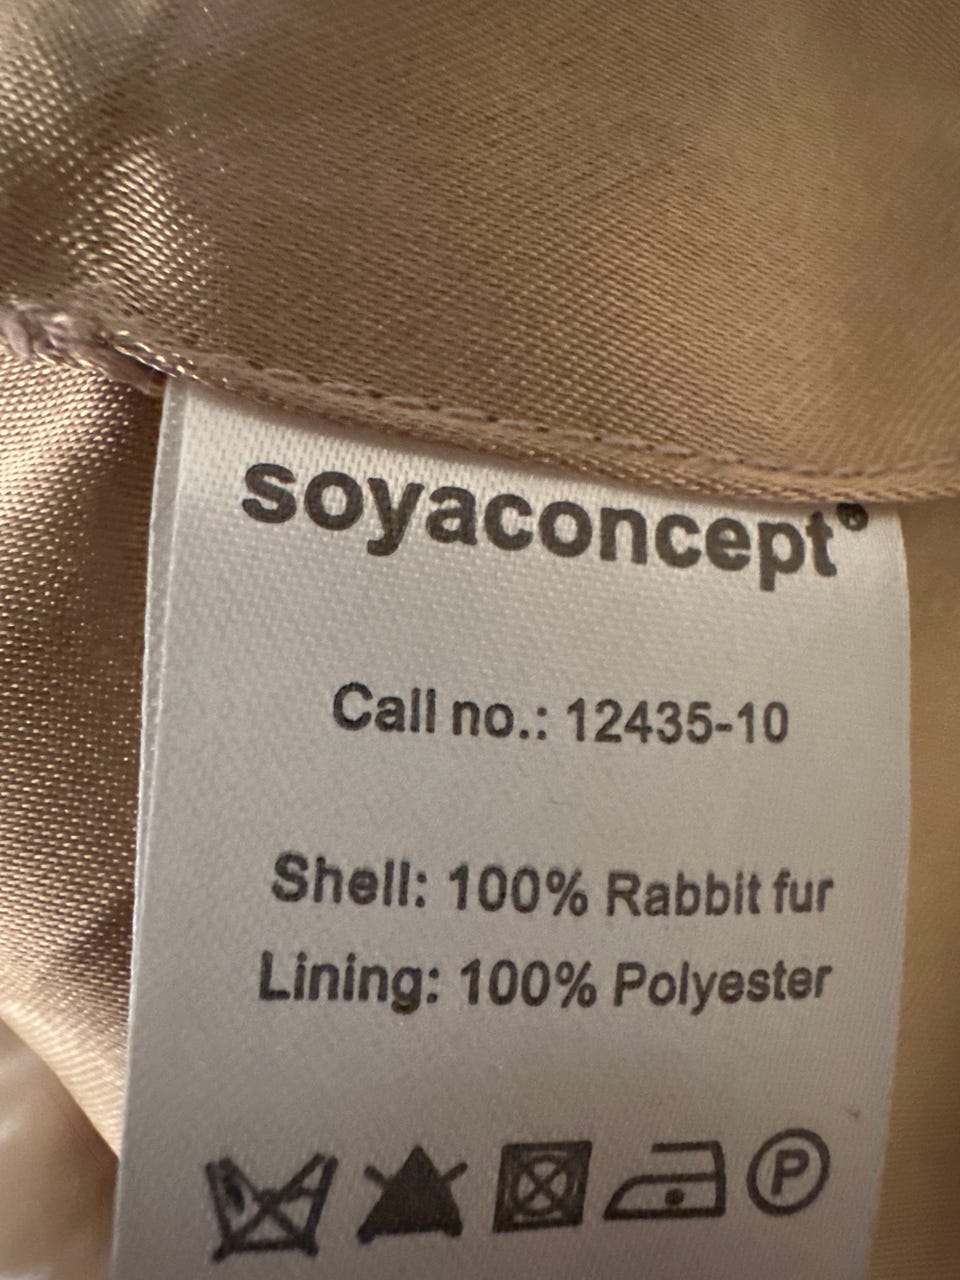 soyaconcept®
Call no.: 12435-10
Shell: 100% Rabbit fur
Lining: 100% Polyester
P